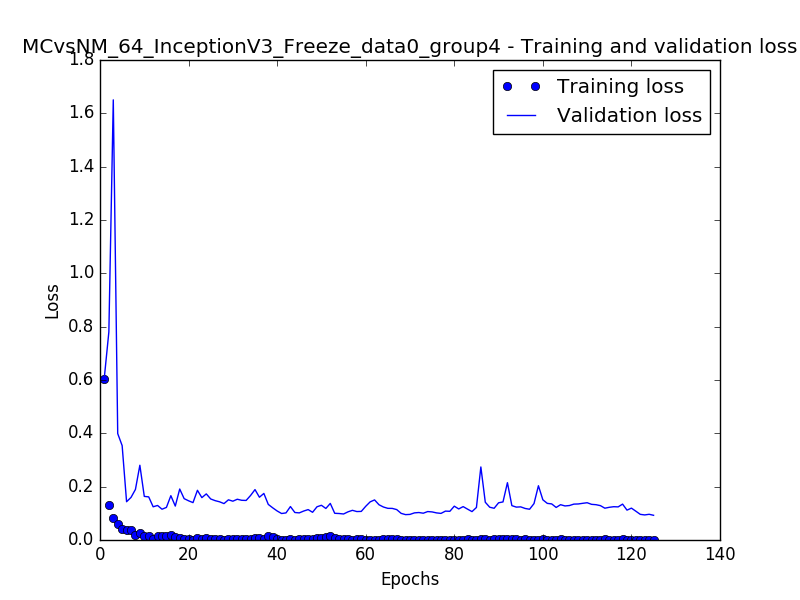 MCvsNM_64_InceptionV3_Freeze_data0_group4 - Training and validation loss
Training loss
Validation loss
1.8
1.6
1.4
1.2
1.0
0.8
0.6
0.4
0.2
0.0
Loss
0 20 40 60 80 100 120 140
Epochs